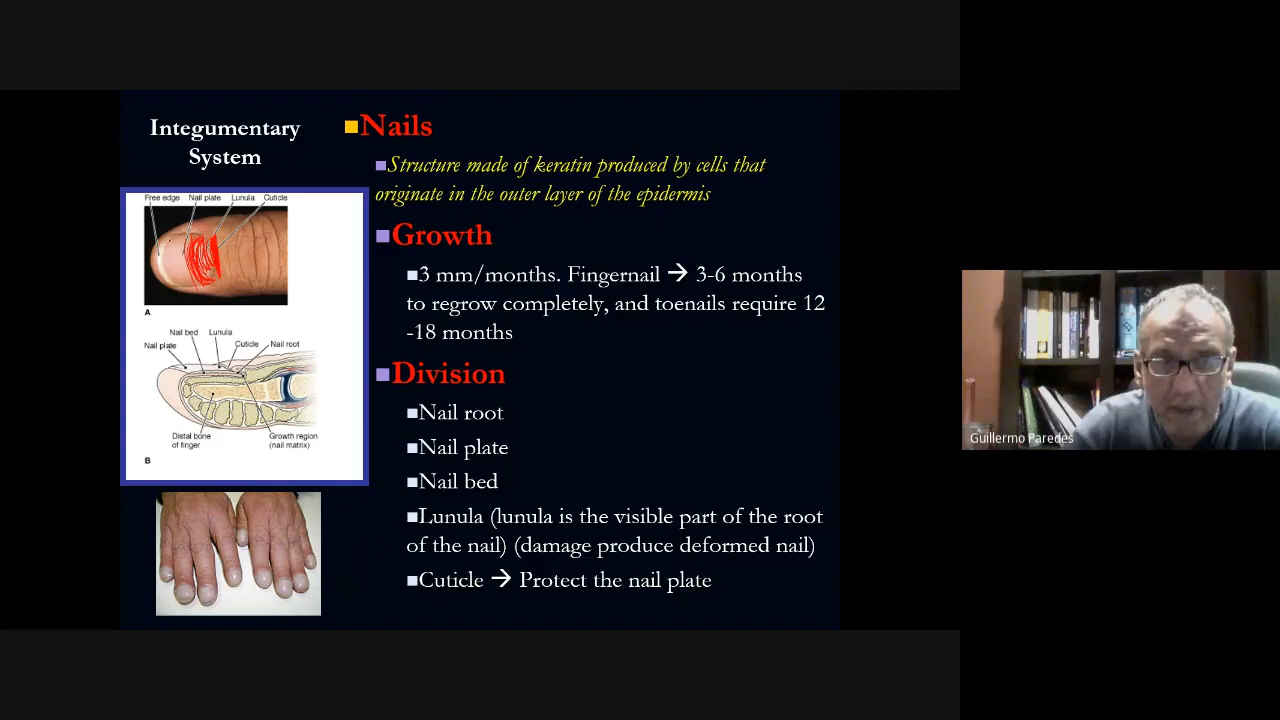 Integumentary
System
Nails
Structure made of keratin produced by cells that
originate in the outer layer of the epidermis
Growth
3 mm/months. Fingernail → 3-6 months
to regrow completely, and toenails require 12
-18 months
Division
Nail root
Nail plate
Nail bed
Lunula (lunula is the visible part of the root
of the nail) (damage produce deformed nail)
Cuticle → Protect the nail plate
Free edge Nail plate Lunula Cuticle
A
Nail bed Lunula
Nail plate Cuticle Nail root
Distal bone
of finger
Growth region
(nail matrix)
B
Guillermo Paredes